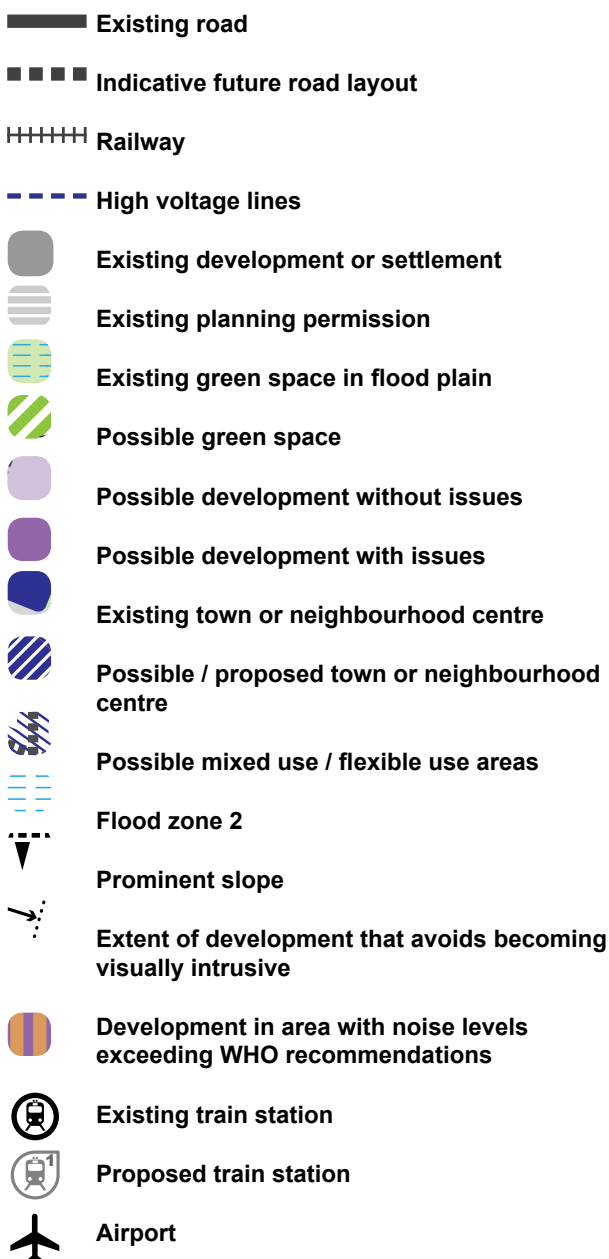 Existing road
Indicative future road layout
Railway
High voltage lines
Existing development or settlement
Existing planning permission
Existing green space in flood plain
Possible green space
Possible development without issues
Possible development with issues
Existing town or neighbourhood centre
Possible / proposed town or neighbourhood
centre
Possible mixed use / flexible use areas
Flood zone 2
Prominent slope
Extent of development that avoids becoming
visually intrusive
Development in area with noise levels
exceeding WHO recommendations
Existing train station
1
Proposed train station
Airport